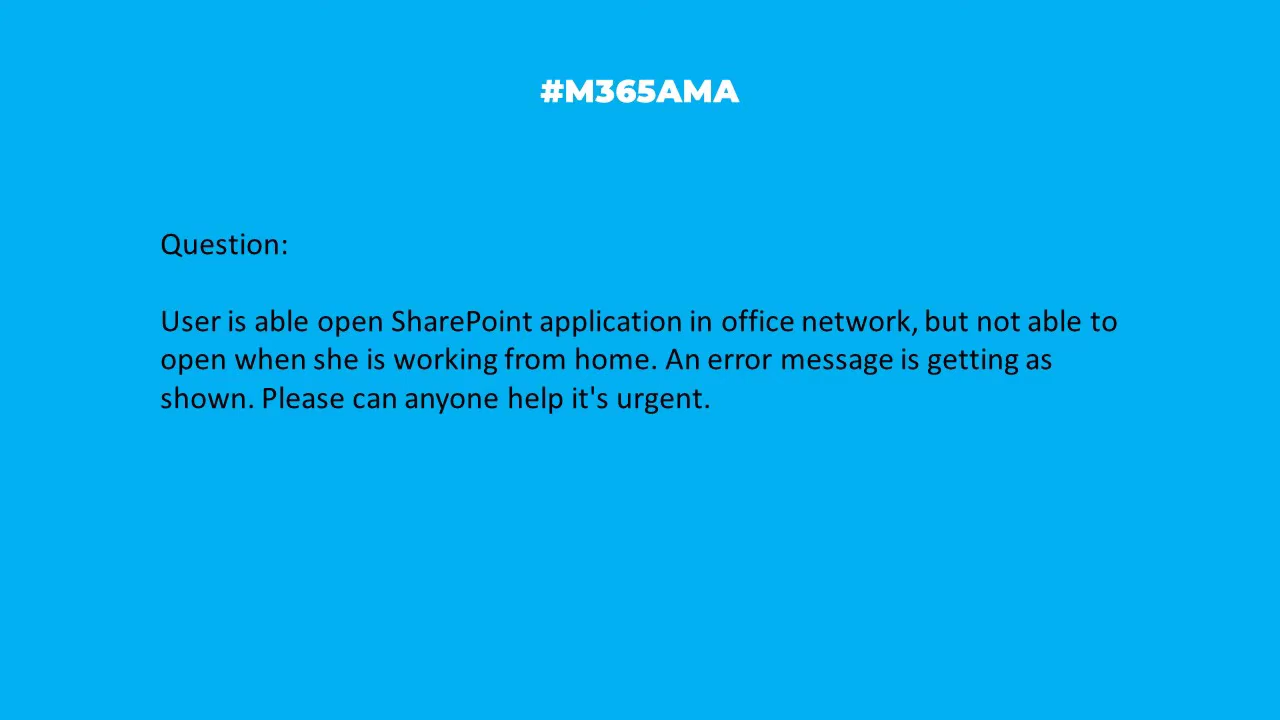 #M365AMA
Question:
User is able open SharePoint application in office network, but not able to
open when she is working from home. An error message is getting as
shown. Please can anyone help it's urgent.